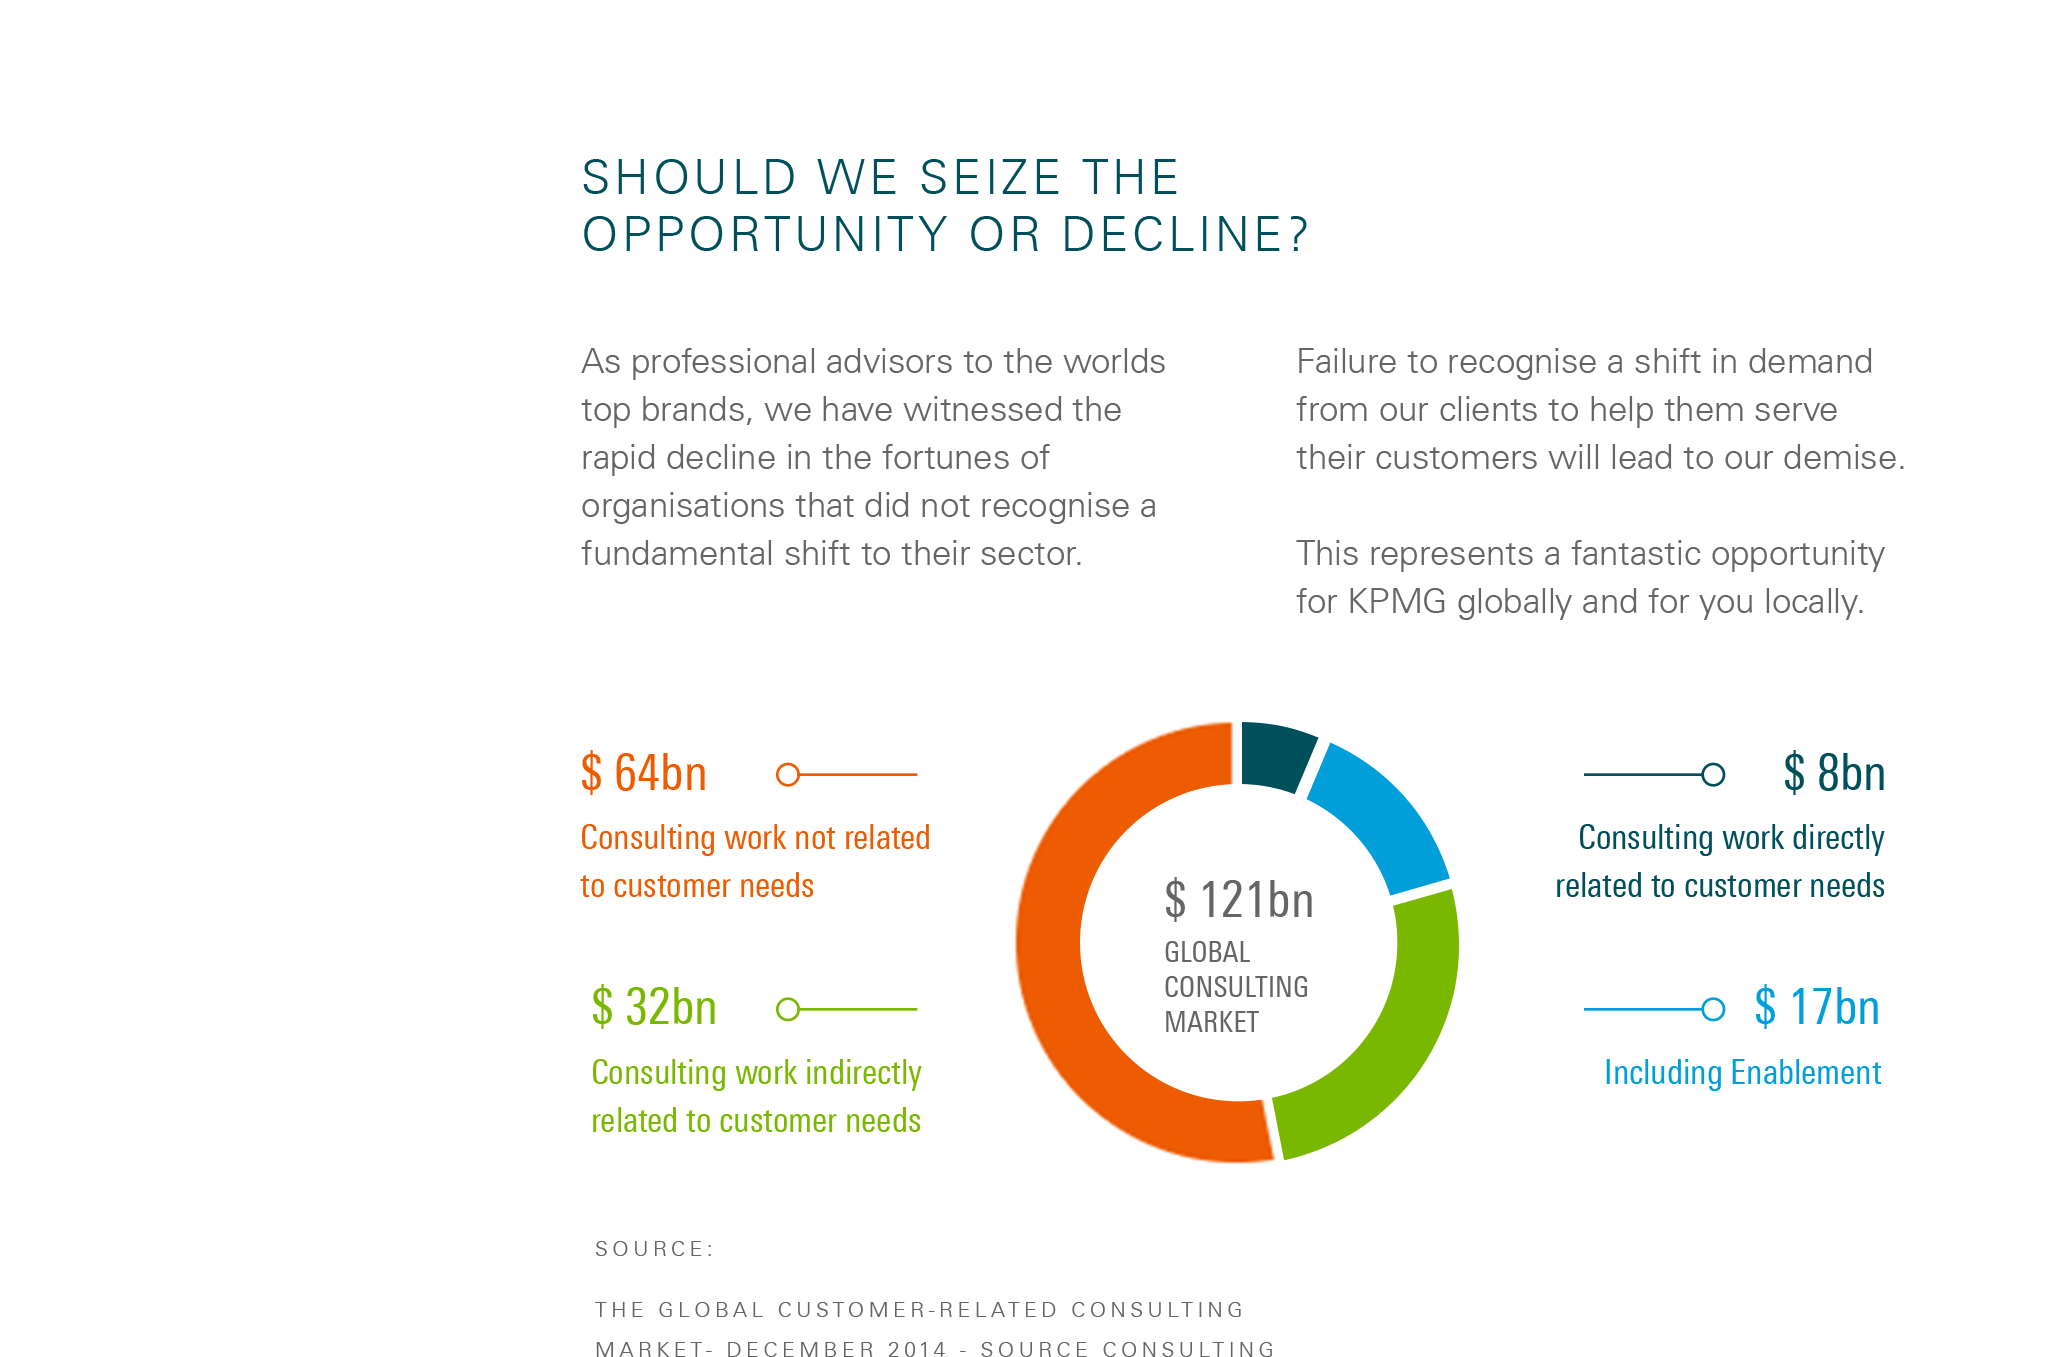 SHOULD WE SEIZE THE
OPPORTUNITY OR DECLINE?
As professional advisors to the worlds
top brands, we have witnessed the
rapid decline in the fortunes of
organisations that did not recognise a
fundamental shift to their sector.
Failure to recognise a shift in demand
from our clients to help them serve
their customers will lead to our demise.
This represents a fantastic opportunity
for KPMG globally and for you locally.
$ 64bn
Consulting work not related
to customer needs
$ 32bn
Consulting work indirectly
related to customer needs
$ 121bn
GLOBAL
CONSULTING
MARKET
$ 8bn
Consulting work directly
related to customer needs
$ 17bn
Including Enablement
SOURCE:
THE GLOBAL CUSTOMER-RELATED CONSULTING
MARKET- DECEMBER 2014 - SOURCE CONSULTING